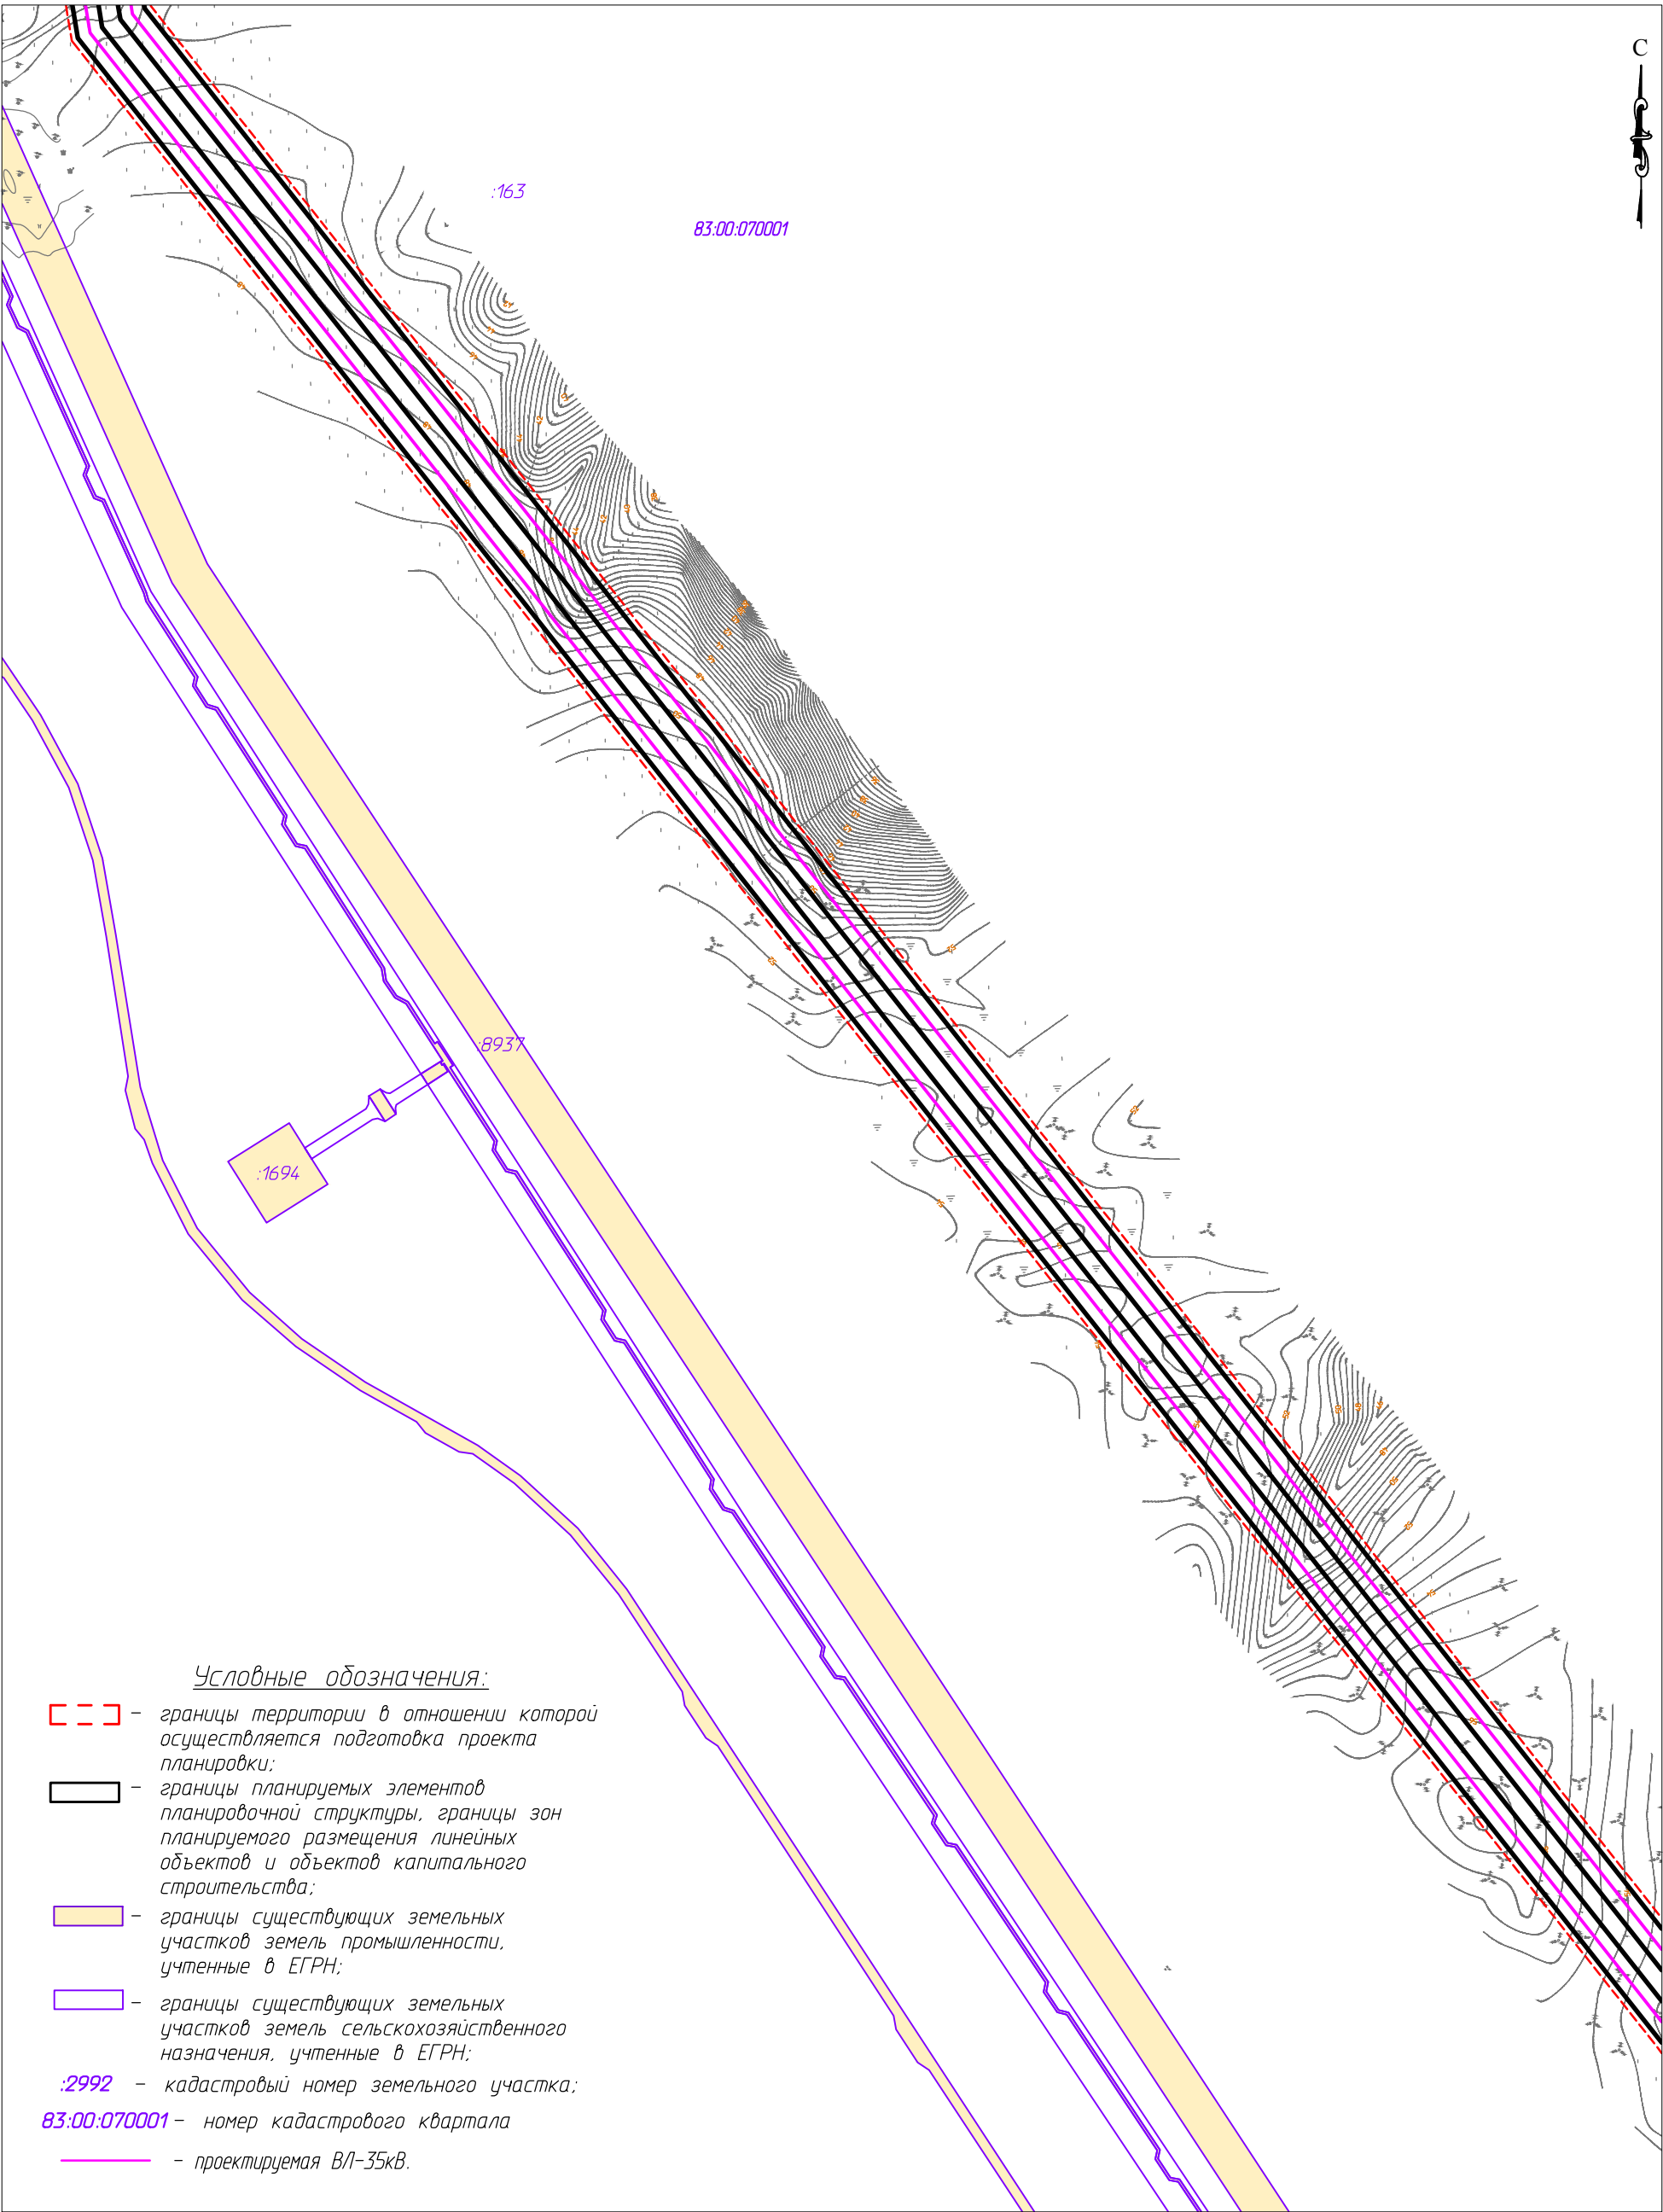 С
:163
83:00:070001
:8937
:1694
Условные обозначения:
– границы территории в отношении которой
осуществляется подготовка проекта
планировки;
– границы планируемых элементов
планировочной структуры, границы зон
планируемого размещения линейных
объектов и объектов капитального
строительства;
– границы существующих земельных
участков земель промышленности,
учтенные в ЕГРН;
– границы существующих земельных
участков земель сельскохозяйственного
назначения, учтенные в ЕГРН;
:2992 – кадастровый номер земельного участка;
83:00:070001 – номер кадастрового квартала
– проектируемая ВЛ-35кВ.